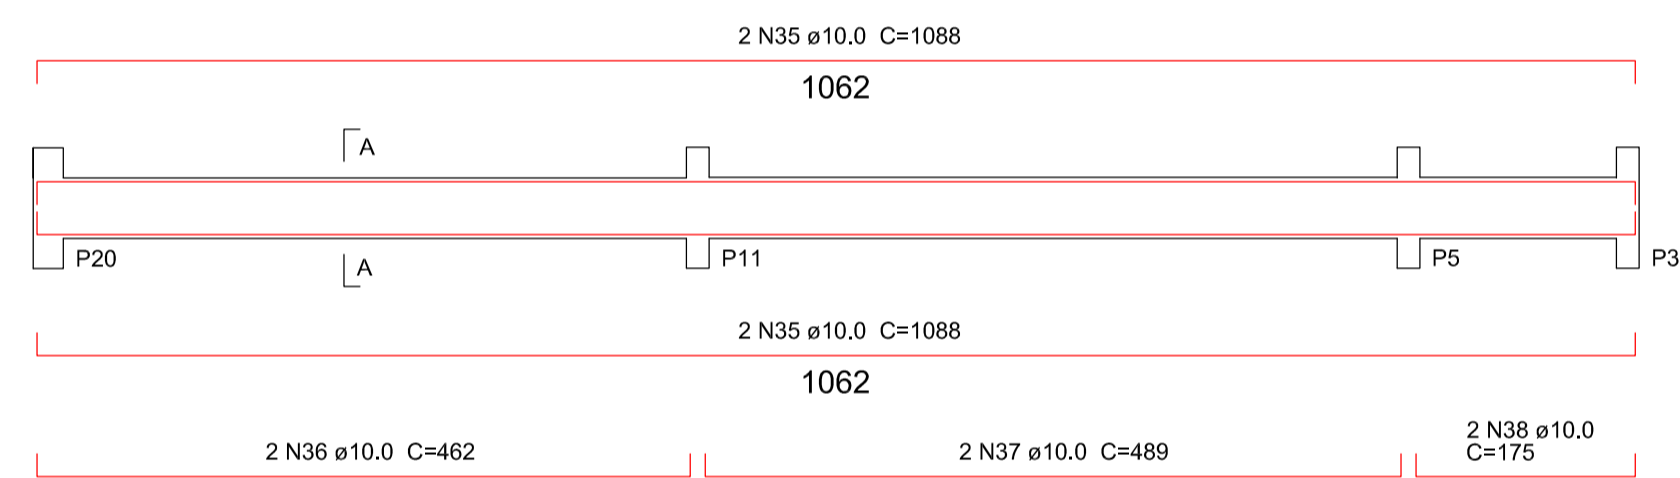 2 N35 ø10.0 C=1088
1062
A
A
P20
P11
P5
P3
2 N35 ø10.0 C=1088
1062
2 N36 ø10.0 C=462
2 N37 ø10.0 C=489
2 N38 ø10.0
C=175